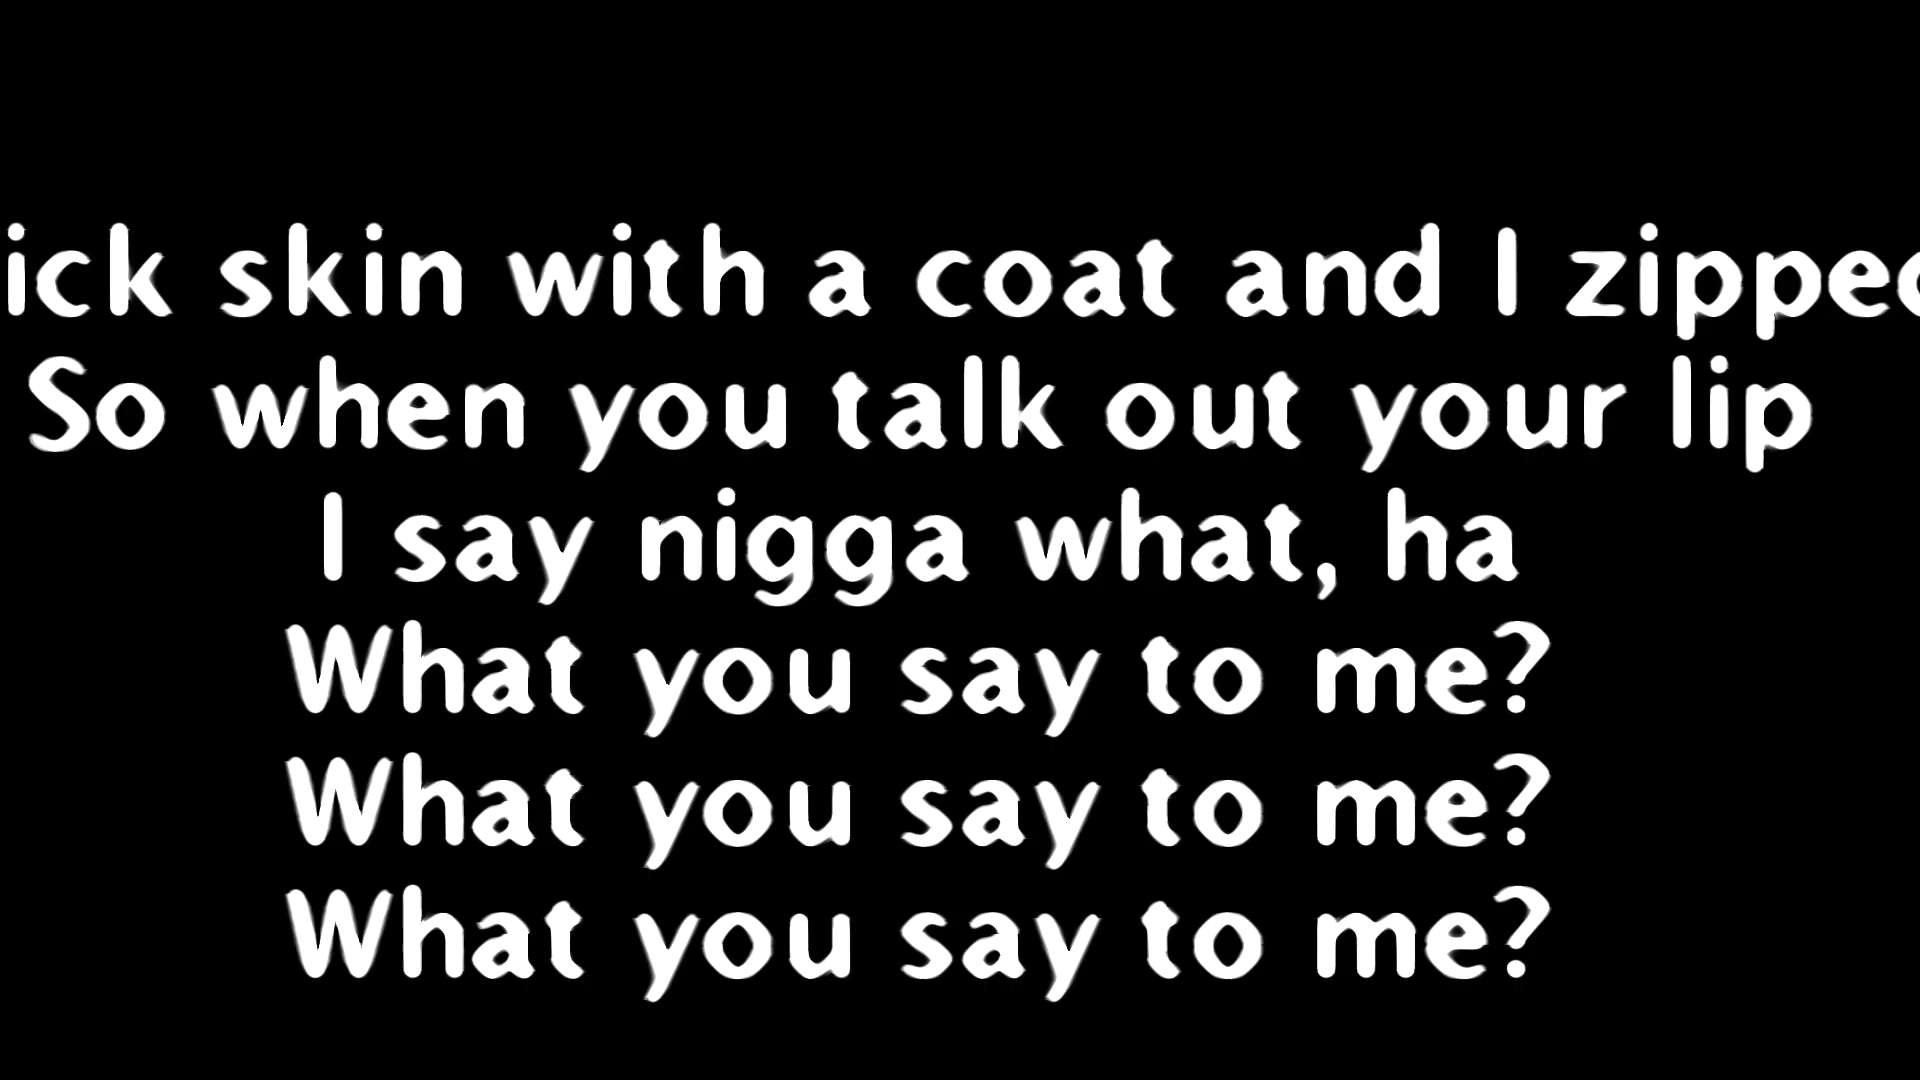 ick skin with a coat and I zippe
So when you talk out your lip
I say nigga what, ha
What you say to me?
What you say to me?
What you say to me?